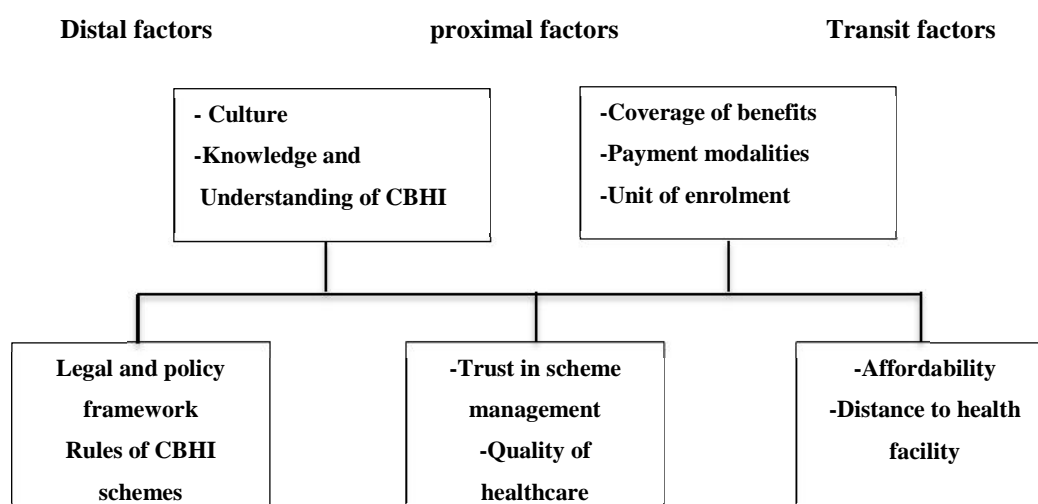 Distal factors proximal factors Transit factors
- Culture
-Knowledge and
Understanding of CBHI
-Coverage of benefits
-Payment modalities
-Unit of enrolment
Legal and policy
framework
Rules of CBHI
schemes
-Trust in scheme
management
-Quality of
healthcare
-Affordability
-Distance to health
facility